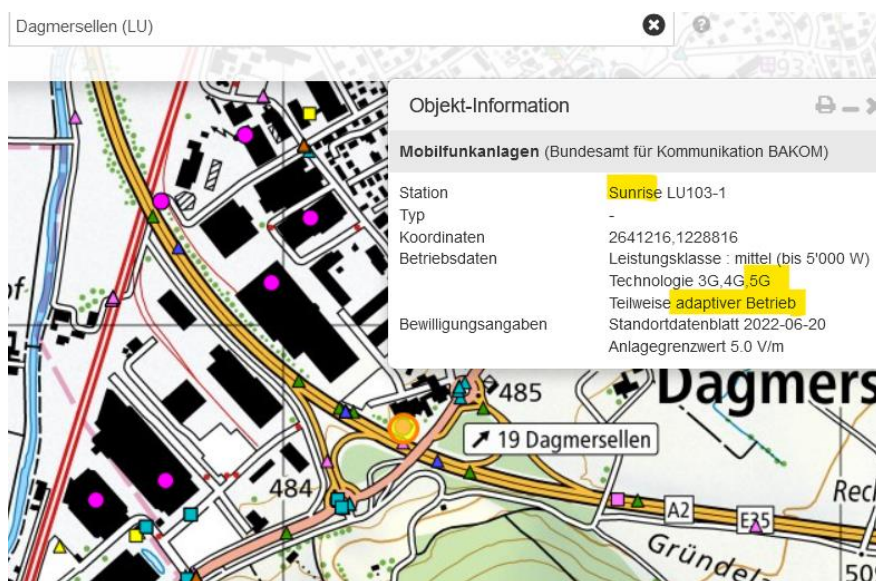 Dagmersellen (LU)
Objekt-Information
Mobilfunkanlagen (Bundesamt für Kommunikation BAKOM)
Station Sunrise LU103-1
Typ -
Koordinaten 2641216,1228816
Betriebsdaten Leistungsklasse : mittel (bis 5'000 W)
Technologie 3G,4G,5G
Teilweise adaptiver Betrieb
Bewilligungsangaben Standortdatenblatt 2022-06-20
Anlagegrenzwert 5.0 V/m
485
Dagmers
19 Dagmersellen
484
A2
E35
Gründel